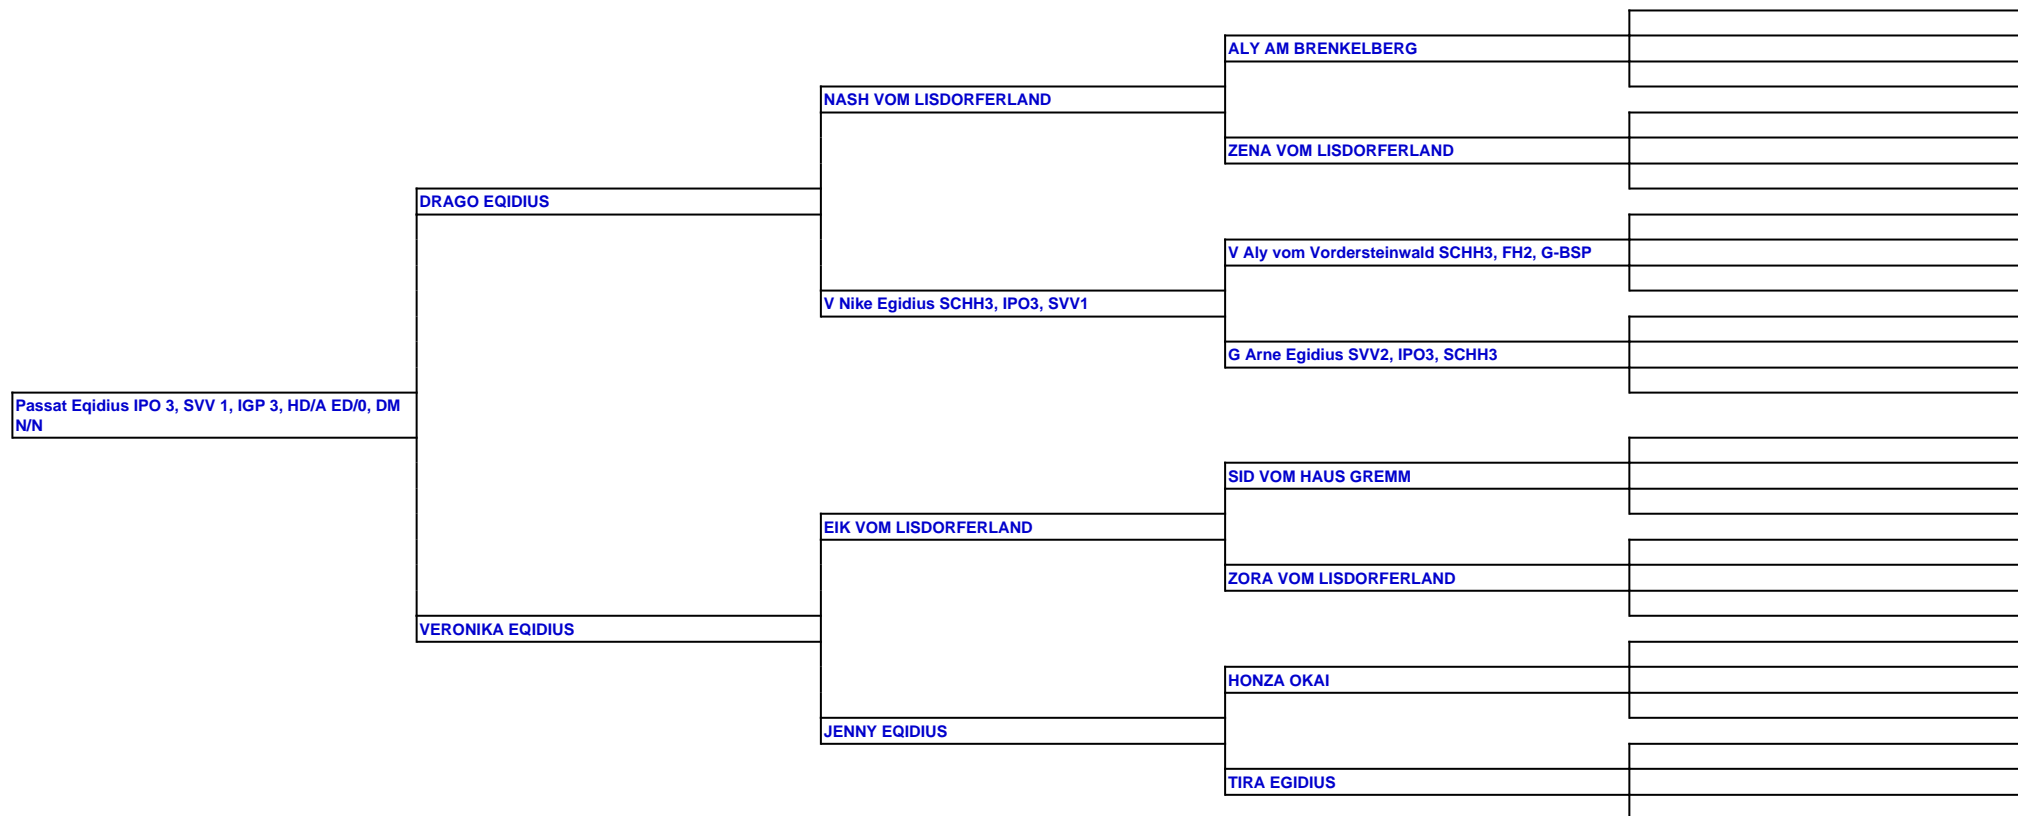 ALY AM BRENKELBERG
NASH VOM LISDORFERLAND
ZENA VOM LISDORFERLAND
DRAGO EQIDIUS
V Aly vom Vordersteinwald SCHH3, FH2, G-BSP
V Nike Egidius SCHH3, IPO3, SVV1
G Arne Egidius SVV2, IPO3, SCHH3
Passat Eqidius IPO 3, SVV 1, IGP 3, HD/A ED/0, DM
N/N
SID VOM HAUS GREMM
EIK VOM LISDORFERLAND
ZORA VOM LISDORFERLAND
VERONIKA EQIDIUS
HONZA OKAI
JENNY EQIDIUS
TIRA EGIDIUS